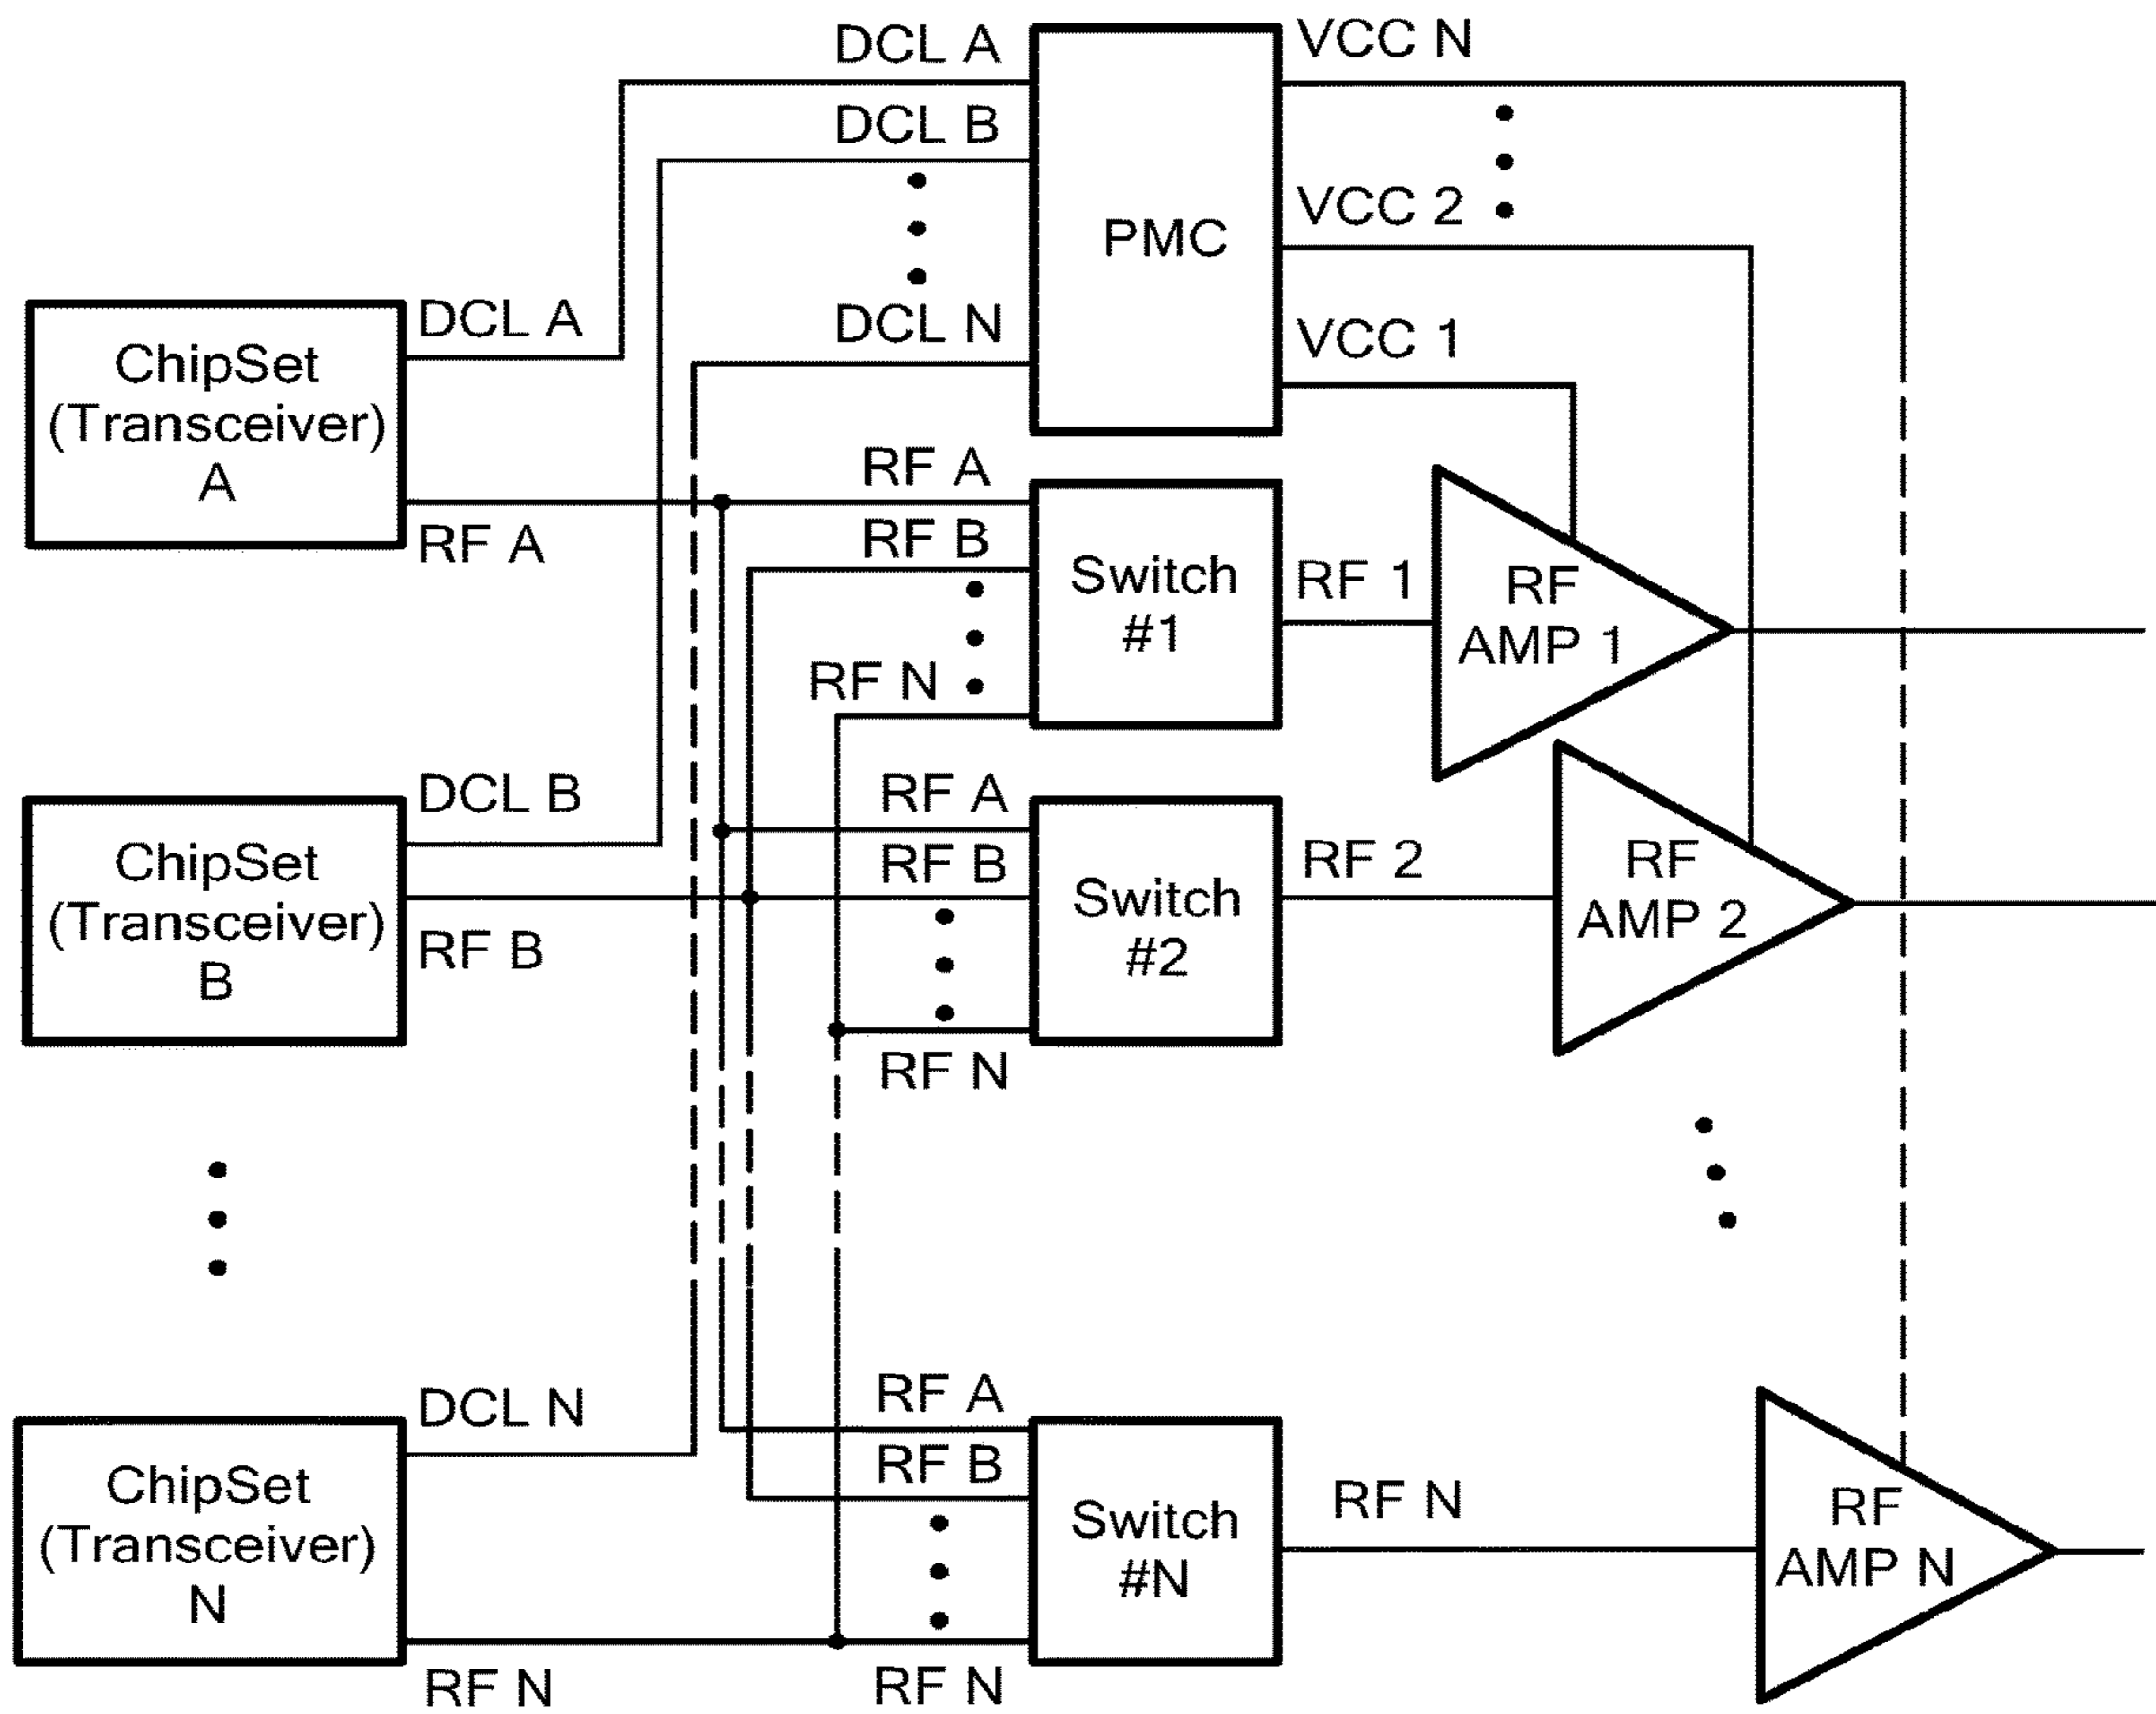 DCL A
VCC N
DCL B
VCC 2
PMC
DCL N
VCC 1
DCL A
ChipSet
(Transceiver)
A
RF A
RF A
RF B
Switch
#1
RF N
RF 1
RF
AMP 1
DCL B
ChipSet
(Transceiver)
B
RF B
RF A
RF B
Switch
#2
RF N
RF 2
RF
AMP 2
DCL N
ChipSet
(Transceiver)
N
RF N
RF A
RF B
Switch
#N
RF N
RF N
RF
AMP N